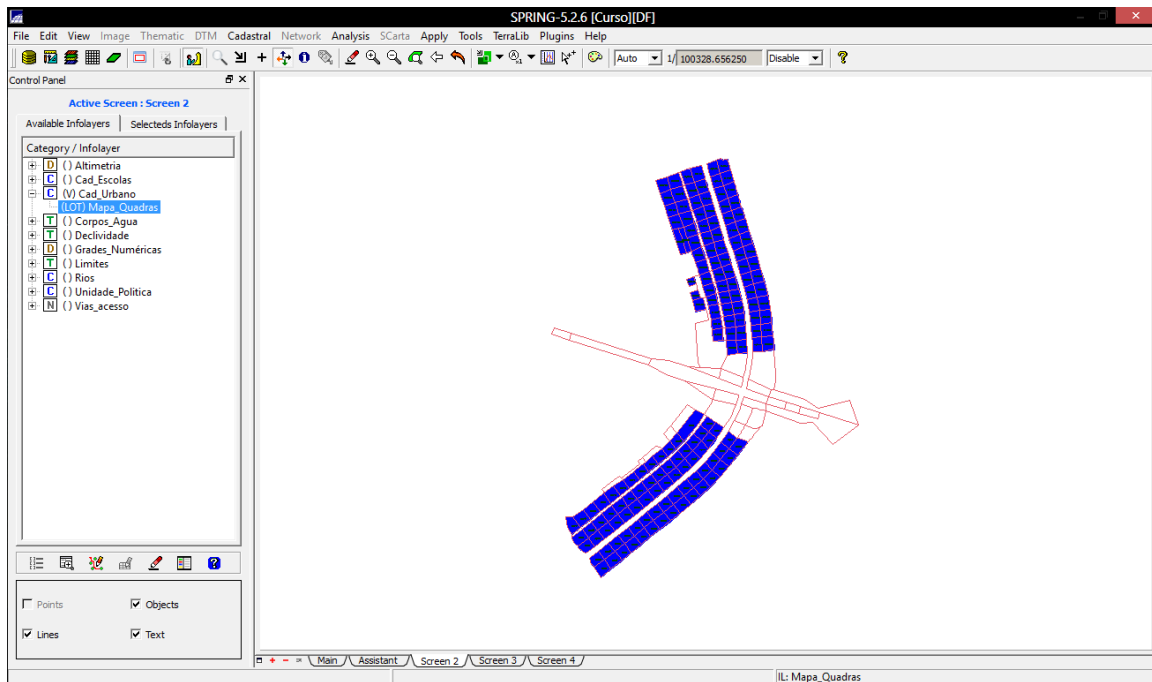 SPRING-5.2.6 [Curso][DF]
File Edit View Image Thematic DTM Cadastral Network Analysis SCarta Apply Tools TerraLib Plugins Help
Auto 1/ 100328.656250 Disable
Control Panel
Active Screen : Screen 2
Available Infolayers Selecteds Infolayers
Category / Infolayer
D () Altimetria
C () Cad_Escolas
C (V) Cad_Urbano
(LOT) Mapa_Quadras
T () Corpos_Agua
T () Declividade
D () Grades_Numéricas
T () Limites
C () Rios
C () Unidade_Politica
N () Vias_acesso
Points Objects
Lines Text
Main Assistant Screen 2 Screen 3 Screen 4
IL: Mapa_Quadras